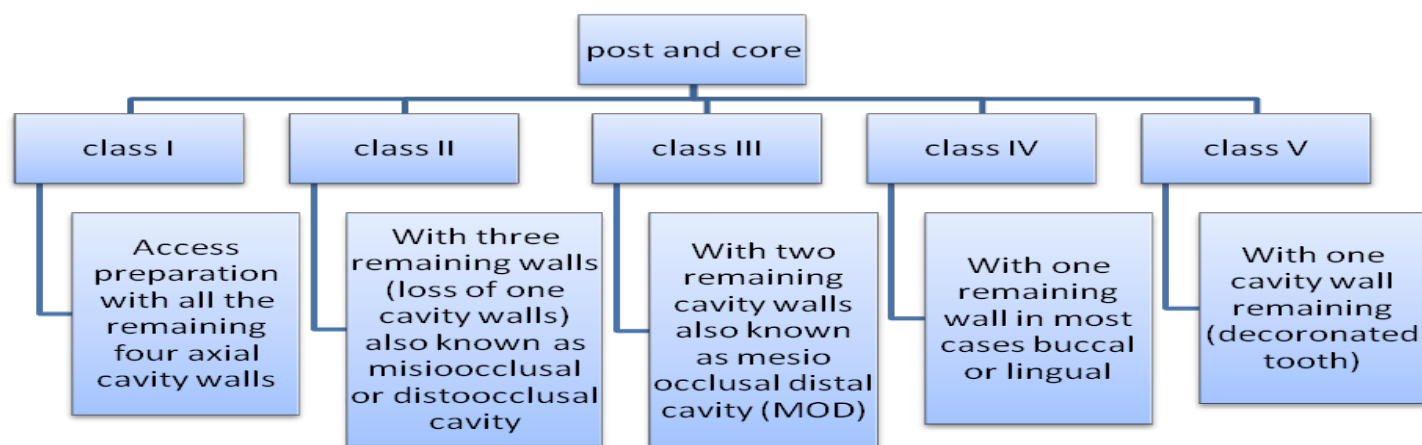 post and core
class I
class II
class III
class IV
class V
Access
preparation
with all the
remaining
four axial
cavity walls
With three
remaining walls
(loss of one
cavity walls)
also known as
misioocclusal
or distoocclusal
cavity
With two
remaining
cavity walls
also known
as mesio
occlusal distal
cavity (MOD)
With one
remaining
wall in most
cases buccal
or lingual
With one
cavity wall
remaining
(decoronated
tooth)